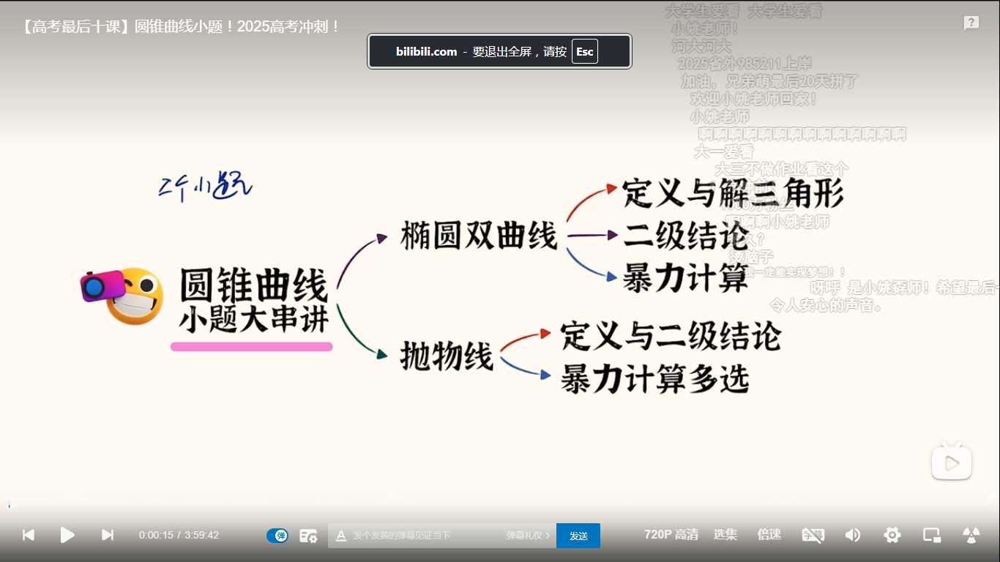 【高考最后十课】圆锥曲线小题！2025高考冲刺！
bilibili.com - 要退出全屏，请按 Esc
大学生爱看 大学生爱看
小姚老师！
河大河大
2025省外985211上岸
加油，兄弟萌最后20天拼了
欢迎小姚老师回家！
小姚老师
啊啊啊啊啊啊啊啊啊啊啊啊啊啊
大一爱看
大三不做作业看这个
啊啊啊小姚老师
烫脑子
我一定能实现梦想！！
呀呼 是小姚孬师！希望最后一
令人安心的声音。
三个小题
圆锥曲线
小题大串讲
椭圆双曲线
定义与解三角形
二级结论
暴力计算
抛物线
定义与二级结论
暴力计算多选
0:00:15 / 3:59:42
弹
发个友善的弹幕见证当下
弹幕礼仪
发送
720P 高清
选集
倍速
字幕